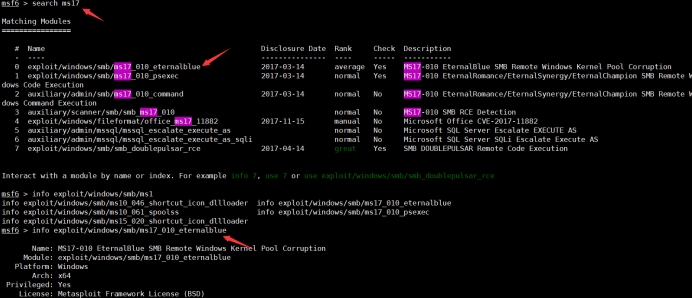 msf6 > search ms17
Matching Modules
================
# Name Disclosure Date Rank Check Description
- ---- --------------- ---- ----- -----------
0 exploit/windows/smb/ms17_010_eternalblue 2017-03-14 average Yes MS17-010 EternalBlue SMB Remote Windows Kernel Pool Corruption
1 exploit/windows/smb/ms17_010_psexec 2017-03-14 normal Yes MS17-010 EternalRomance/EternalSynergy/EternalChampion SMB Remote W
dows Code Execution
2 auxiliary/admin/smb/ms17_010_command 2017-03-14 normal No MS17-010 EternalRomance/EternalSynergy/EternalChampion SMB Remote W
dows Command Execution
3 auxiliary/scanner/smb/smb_ms17_010 normal No MS17-010 SMB RCE Detection
4 exploit/windows/fileformat/office_ms17_11882 2017-11-15 manual No Microsoft Office CVE-2017-11882
5 auxiliary/admin/mssql/mssql_escalate_execute_as normal No Microsoft SQL Server Escalate EXECUTE AS
6 auxiliary/admin/mssql/mssql_escalate_execute_as_sqli normal No Microsoft SQL Server SQLi Escalate Execute AS
7 exploit/windows/smb/smb_doublepulsar_rce 2017-04-14 great Yes SMB DOUBLEPULSAR Remote Code Execution
Interact with a module by name or index. For example info 7, use 7 or use exploit/windows/smb/smb_doublepulsar_rce
msf6 > info exploit/windows/smb/ms1
info exploit/windows/smb/ms10_046_shortcut_icon_dllloader info exploit/windows/smb/ms17_010_eternalblue
info exploit/windows/smb/ms10_061_spoolss info exploit/windows/smb/ms17_010_psexec
info exploit/windows/smb/ms15_020_shortcut_icon_dllloader
msf6 > info exploit/windows/smb/ms17_010_eternalblue
Name: MS17-010 EternalBlue SMB Remote Windows Kernel Pool Corruption
Module: exploit/windows/smb/ms17_010_eternalblue
Platform: Windows
Arch: x64
Privileged: Yes
License: Metasploit Framework License (BSD)